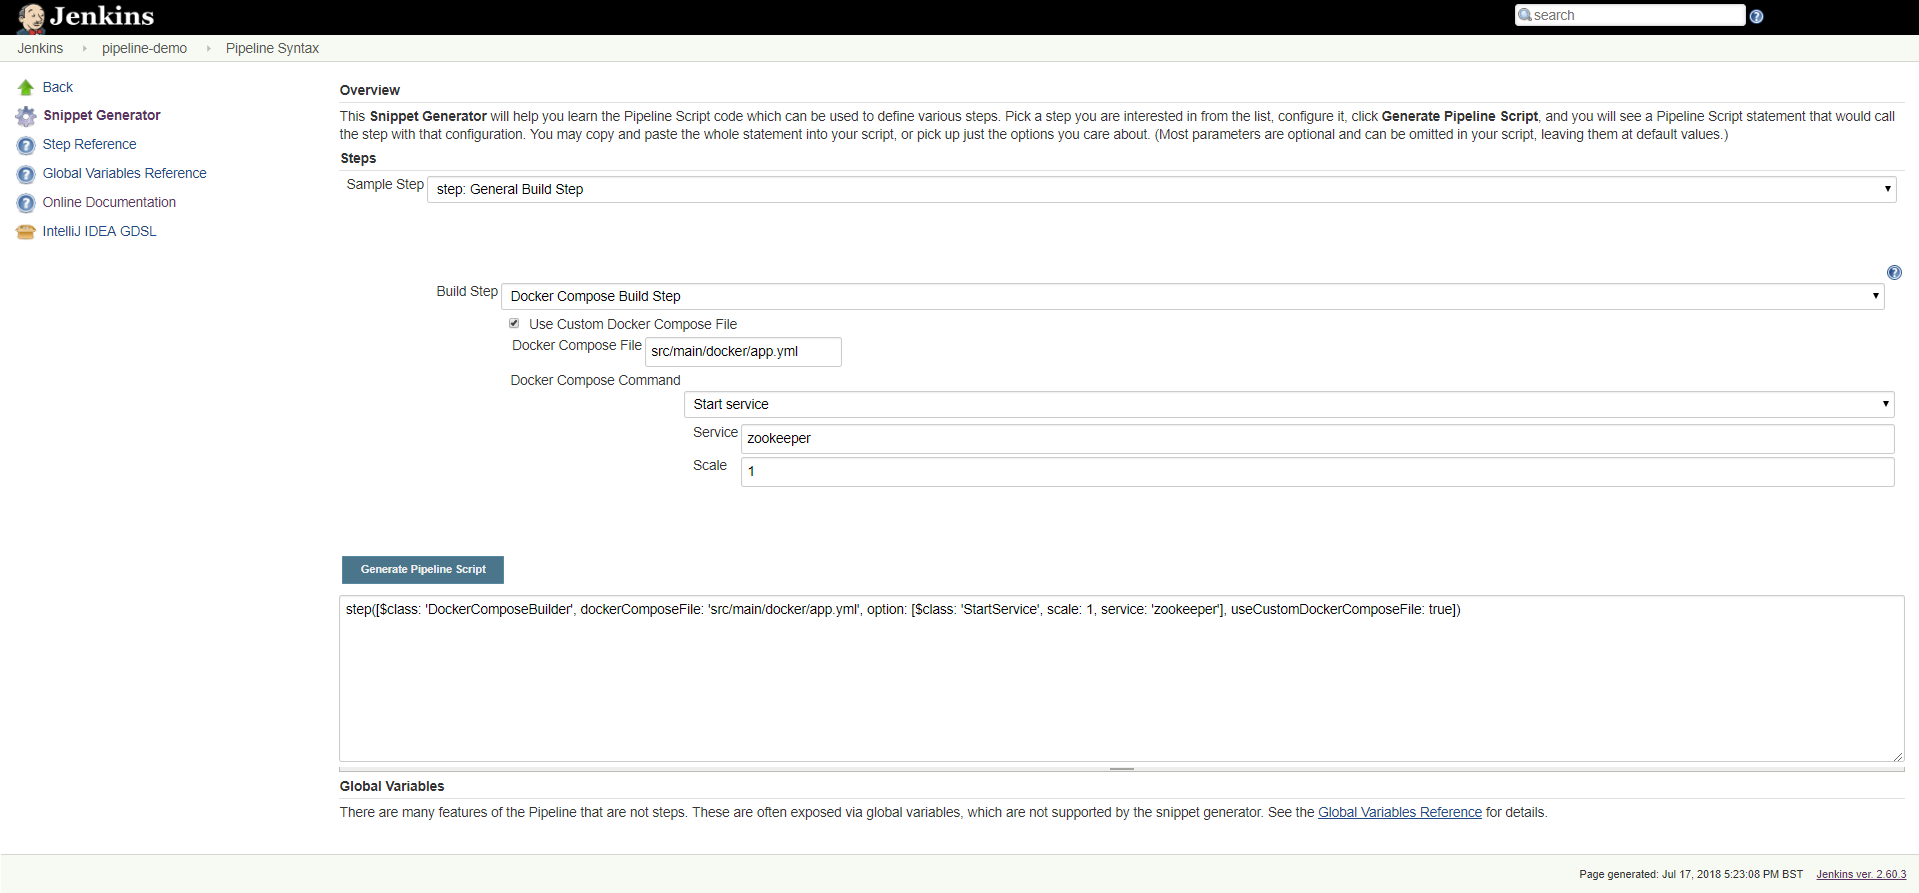 Jenkins
search
Jenkins pipeline-demo Pipeline Syntax
Back
Snippet Generator
Step Reference
Global Variables Reference
Online Documentation
IntelliJ IDEA GDSL
Overview
This Snippet Generator will help you learn the Pipeline Script code which can be used to define various steps. Pick a step you are interested in from the list, configure it, click Generate Pipeline Script, and you will see a Pipeline Script statement that would call
the step with that configuration. You may copy and paste the whole statement into your script, or pick up just the options you care about. (Most parameters are optional and can be omitted in your script, leaving them at default values.)
Steps
Sample Step step: General Build Step
Build Step Docker Compose Build Step
Use Custom Docker Compose File
Docker Compose File src/main/docker/app.yml
Docker Compose Command
Start service
Service zookeeper
Scale 1
Generate Pipeline Script
step([$class: 'DockerComposeBuilder', dockerComposeFile: 'src/main/docker/app.yml', option: [$class: 'StartService', scale: 1, service: 'zookeeper'], useCustomDockerComposeFile: true])
Global Variables
There are many features of the Pipeline that are not steps. These are often exposed via global variables, which are not supported by the snippet generator. See the Global Variables Reference for details.
Page generated: Jul 17, 2018 5:23:08 PM BST Jenkins ver. 2.60.3